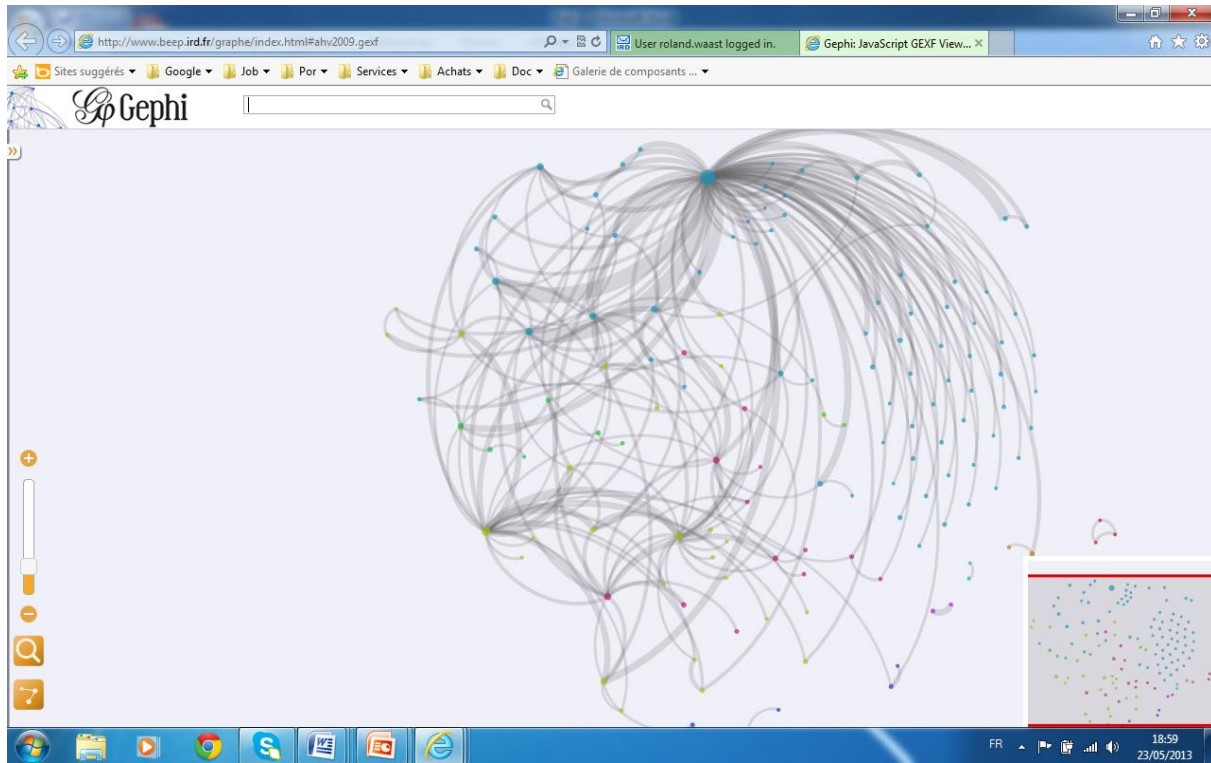 http://www.beep.ird.fr/graphe/index.html#ahv2009.gexf
User roland.waast logged in.
Gephi: JavaScript GEXF View...
Sites suggérés
Google
Job
Por
Services
Achats
Doc
Galerie de composants ...
Gephi
FR
18:59
23/05/2013